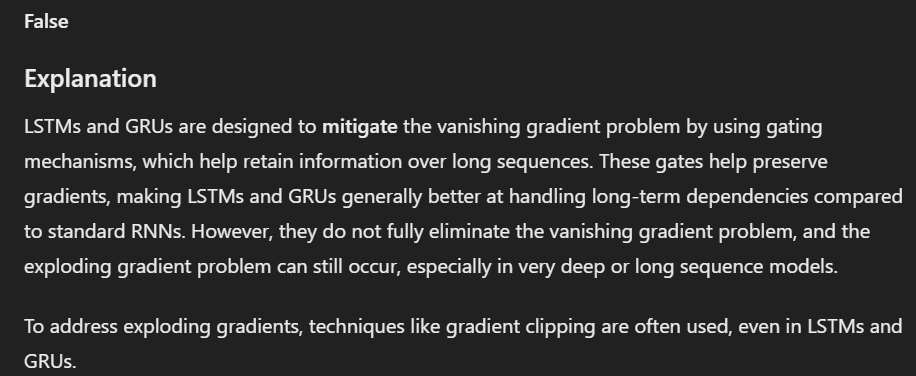 False
Explanation
LSTMs and GRUs are designed to mitigate the vanishing gradient problem by using gating
mechanisms, which help retain information over long sequences. These gates help preserve
gradients, making LSTMs and GRUs generally better at handling long-term dependencies compared
to standard RNNs. However, they do not fully eliminate the vanishing gradient problem, and the
exploding gradient problem can still occur, especially in very deep or long sequence models.
To address exploding gradients, techniques like gradient clipping are often used, even in LSTMs and
GRUs.